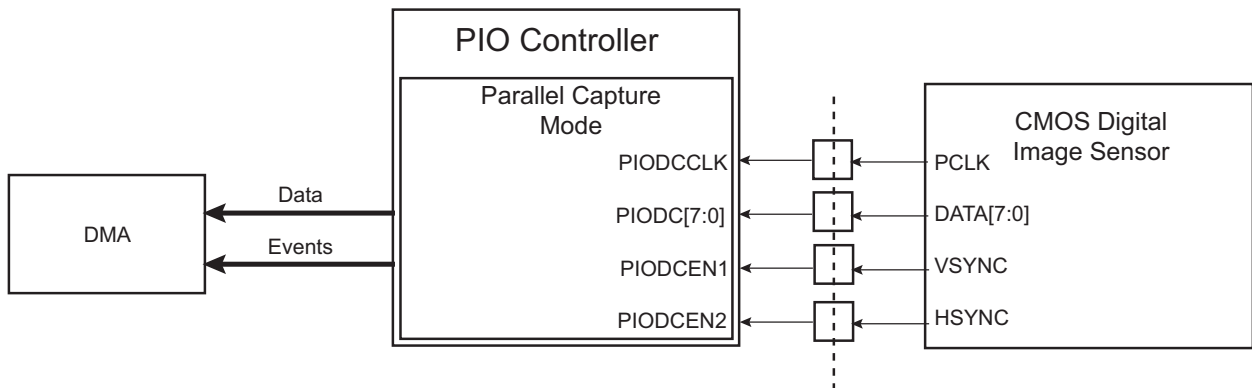 PIO Controller
Parallel Capture
Mode
CMOS Digital
Image Sensor
PIODCCLK
PCLK
Data
PIODC[7:0]
DATA[7:0]
DMA
Events
PIODCEN1
VSYNC
PIODCEN2
HSYNC